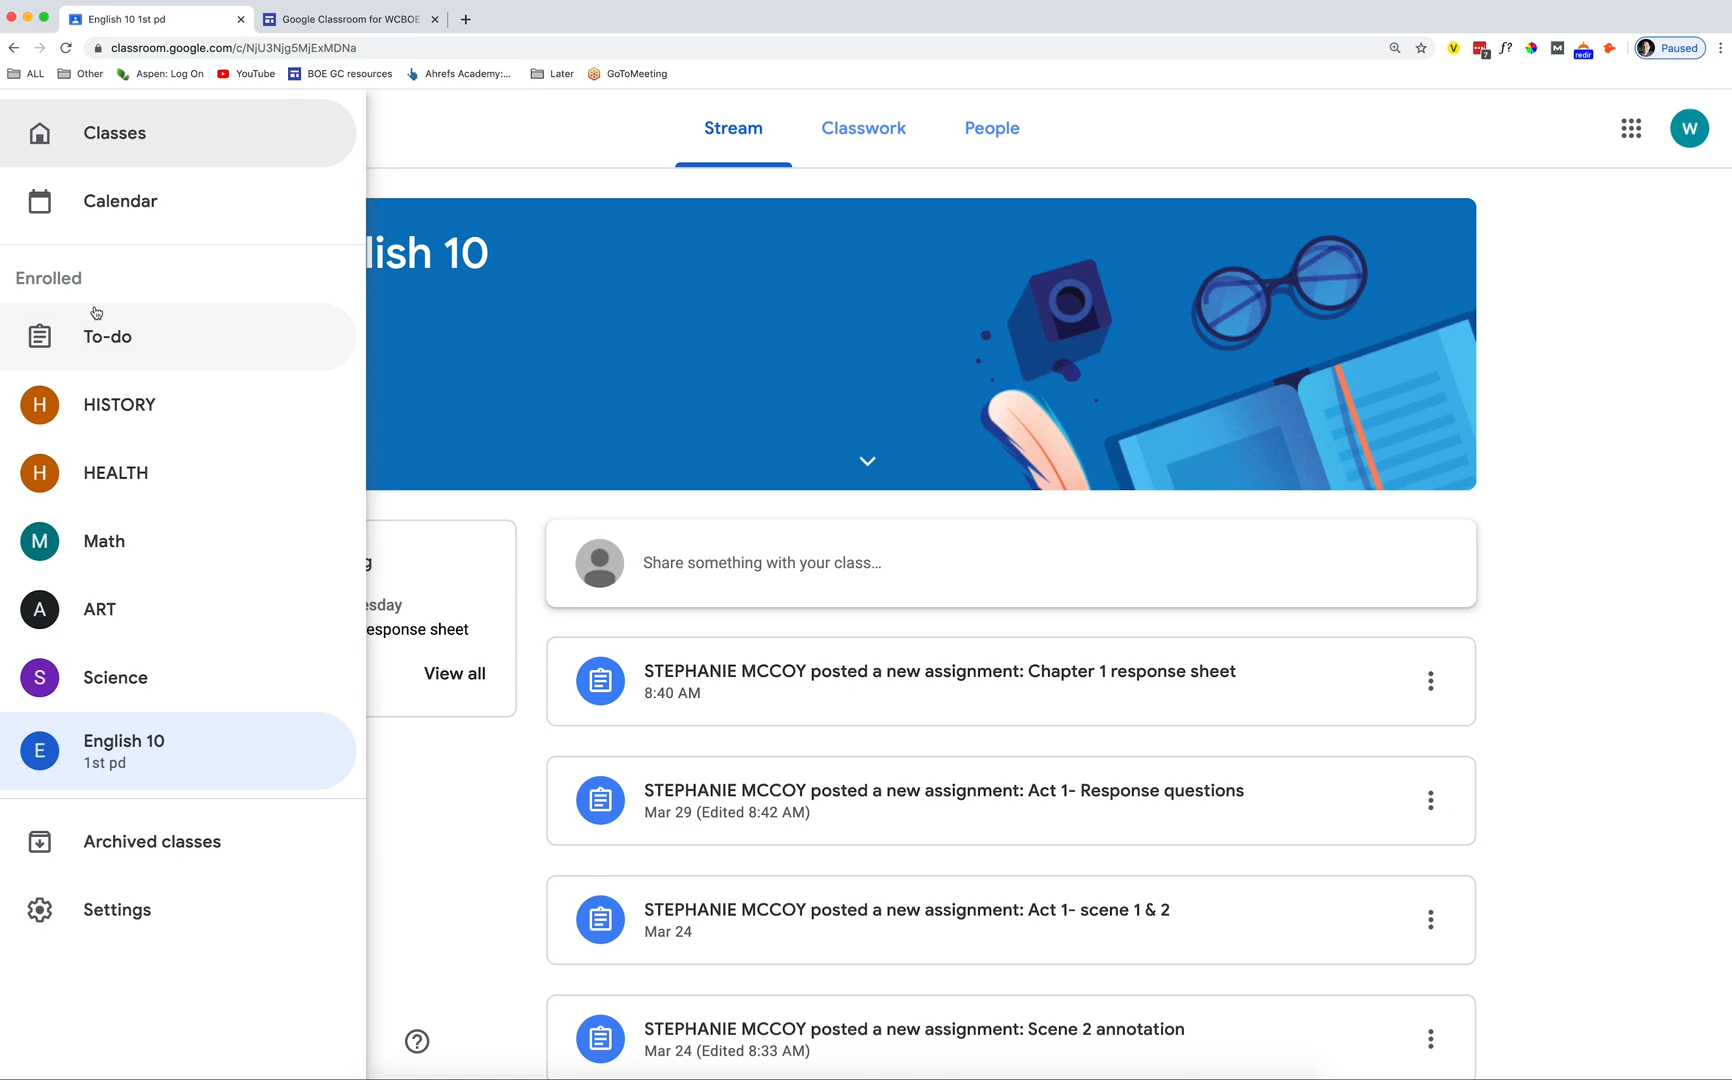 English 10 1st pd
Google Classroom for WCBOE
classroom.google.com/c/NjU3Njg5MjExMDNa
V
7
f?
M
redir
Paused
ALL
Other
Aspen: Log On
YouTube
BOE GC resources
Ahrefs Academy:...
Later
GoToMeeting
Classes
Stream
Classwork
People
W
Calendar
lish 10
Enrolled
To-do
H HISTORY
H HEALTH
M Math
A ART
S Science
E English 10
1st pd
Archived classes
Settings
g
esday
esponse sheet
View all
Share something with your class...
STEPHANIE MCCOY posted a new assignment: Chapter 1 response sheet
8:40 AM
STEPHANIE MCCOY posted a new assignment: Act 1- Response questions
Mar 29 (Edited 8:42 AM)
STEPHANIE MCCOY posted a new assignment: Act 1- scene 1 & 2
Mar 24
STEPHANIE MCCOY posted a new assignment: Scene 2 annotation
Mar 24 (Edited 8:33 AM)